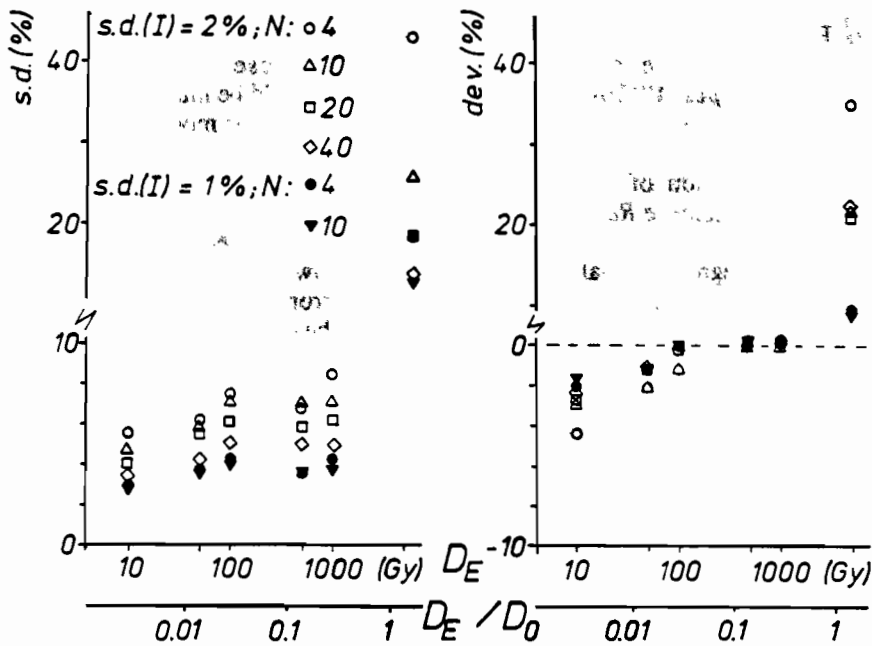 s.d.(I) = 2%; N: ○ 4
△ 10
□ 20
◇ 40
s.d.(I) = 1%; N: ● 4
▼ 10
s.d.(%)
40
20
10
0
10 100 1000 (Gy) D_E
0.01 0.1 1 D_E / D_0
dev.(%)
40
20
0
-10
10 100 1000 (Gy)
0.01 0.1 1